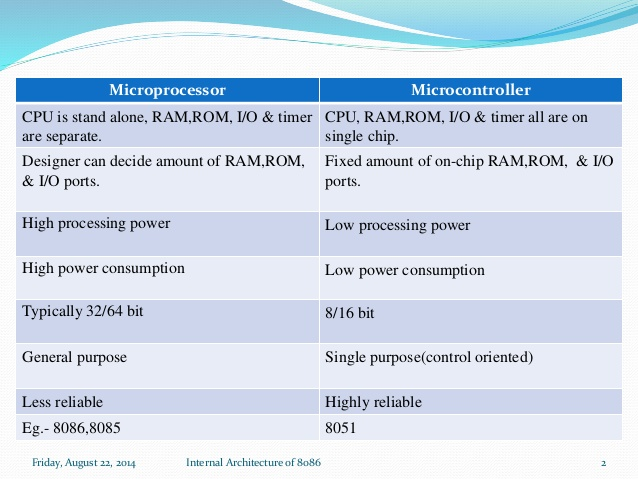 Microprocessor Microcontroller
CPU is stand alone, RAM,ROM, I/O & timer
are separate.
CPU, RAM,ROM, I/O & timer all are on
single chip.
Designer can decide amount of RAM,ROM,
& I/O ports.
Fixed amount of on-chip RAM,ROM, & I/O
ports.
High processing power
Low processing power
High power consumption
Low power consumption
Typically 32/64 bit
8/16 bit
General purpose
Single purpose(control oriented)
Less reliable
Highly reliable
Eg.- 8086,8085
8051
Friday, August 22, 2014 Internal Architecture of 8086 2